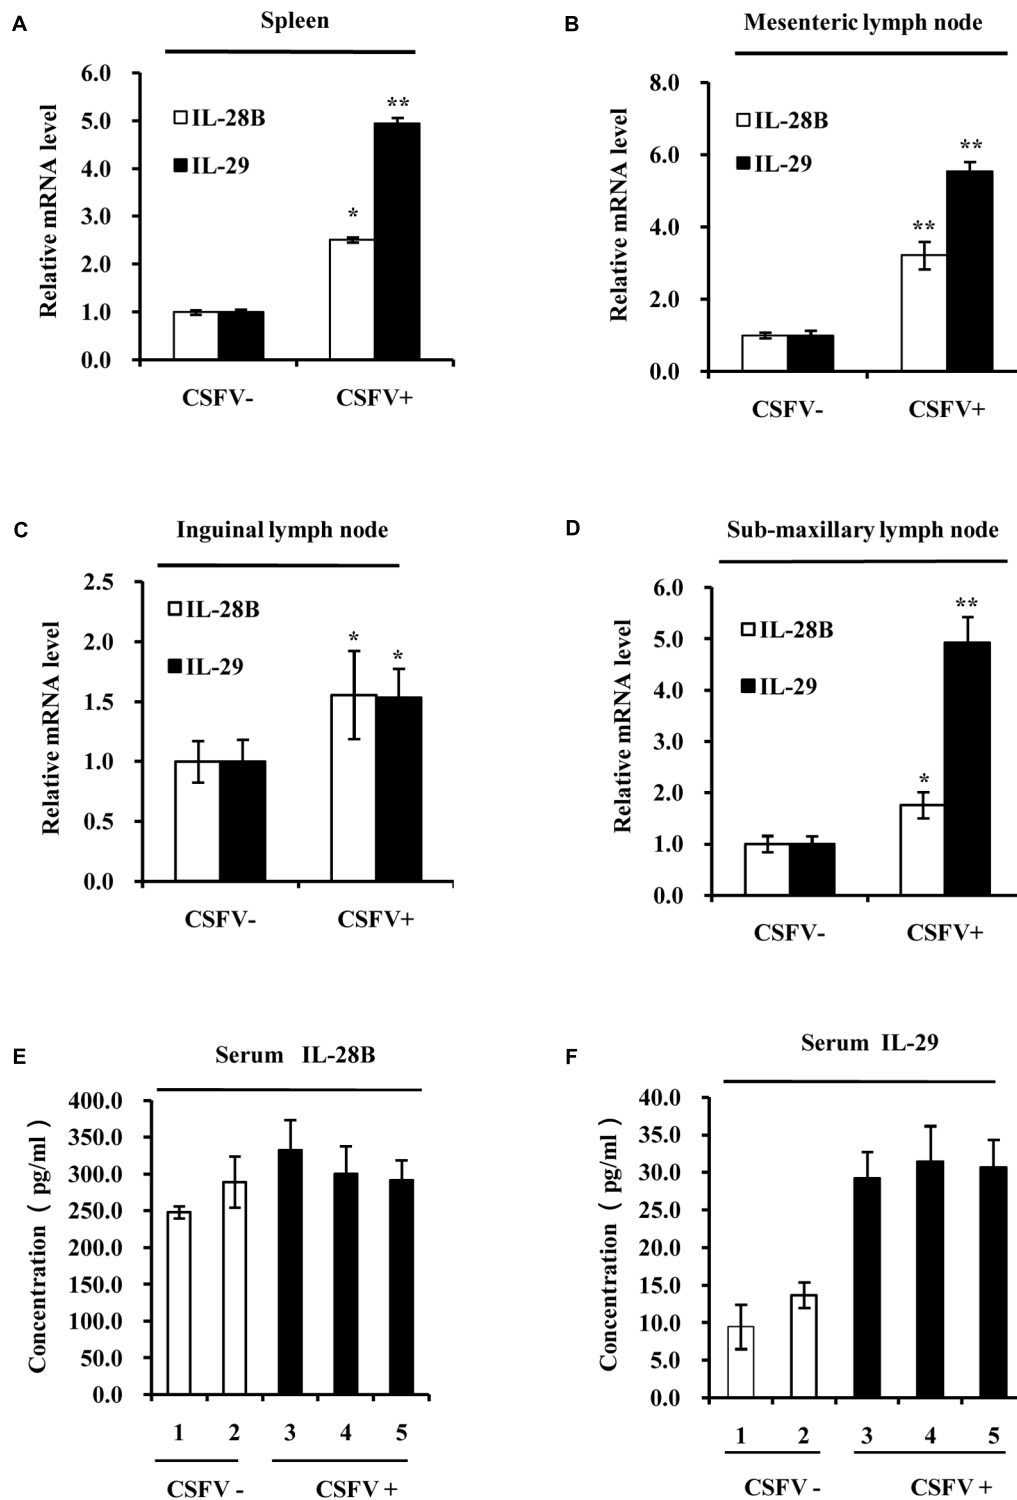 A
Spleen
Relative mRNA level
6.0
5.0
4.0
3.0
2.0
1.0
0.0
IL-28B
IL-29
*
**
CSFV-
CSFV+
B
Mesenteric lymph node
Relative mRNA level
8.0
6.0
4.0
2.0
0.0
IL-28B
IL-29
**
**
CSFV-
CSFV+
C
Inguinal lymph node
Relative mRNA level
2.5
2.0
1.5
1.0
0.5
0.0
IL-28B
IL-29
*
*
CSFV-
CSFV+
D
Sub-maxillary lymph node
Relative mRNA level
6.0
5.0
4.0
3.0
2.0
1.0
0.0
IL-28B
IL-29
*
**
CSFV-
CSFV+
E
Serum IL-28B
Concentration ( pg/ml )
400.0
350.0
300.0
250.0
200.0
150.0
100.0
50.0
0.0
1 2 3 4 5
CSFV - CSFV +
F
Serum IL-29
Concentration ( pg/ml )
40.0
35.0
30.0
25.0
20.0
15.0
10.0
5.0
0.0
1 2 3 4 5
CSFV - CSFV +